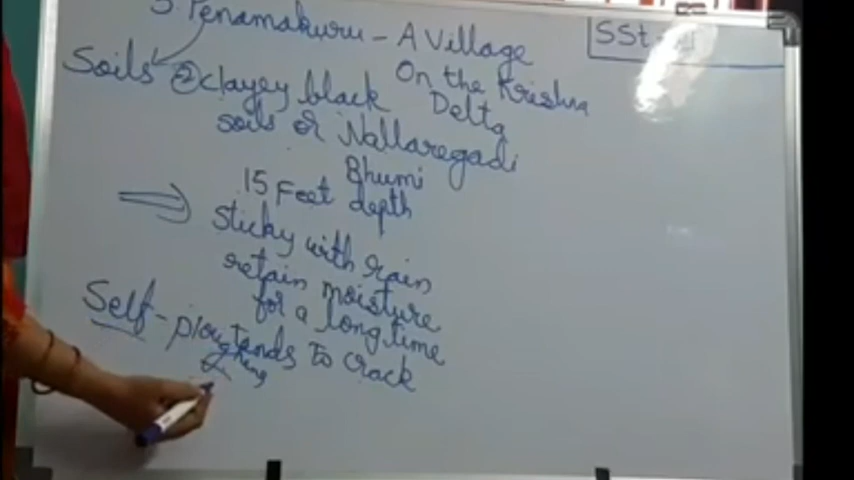 5 Penamakuru - A Village
On the Krishna
Delta
SSt
Soils ② clayey black
soils or Nallaregadi
Bhumi
15 Feet depth
⇒ sticky with rain
retain moisture
for a long time
tends to crack
Self-ploughing